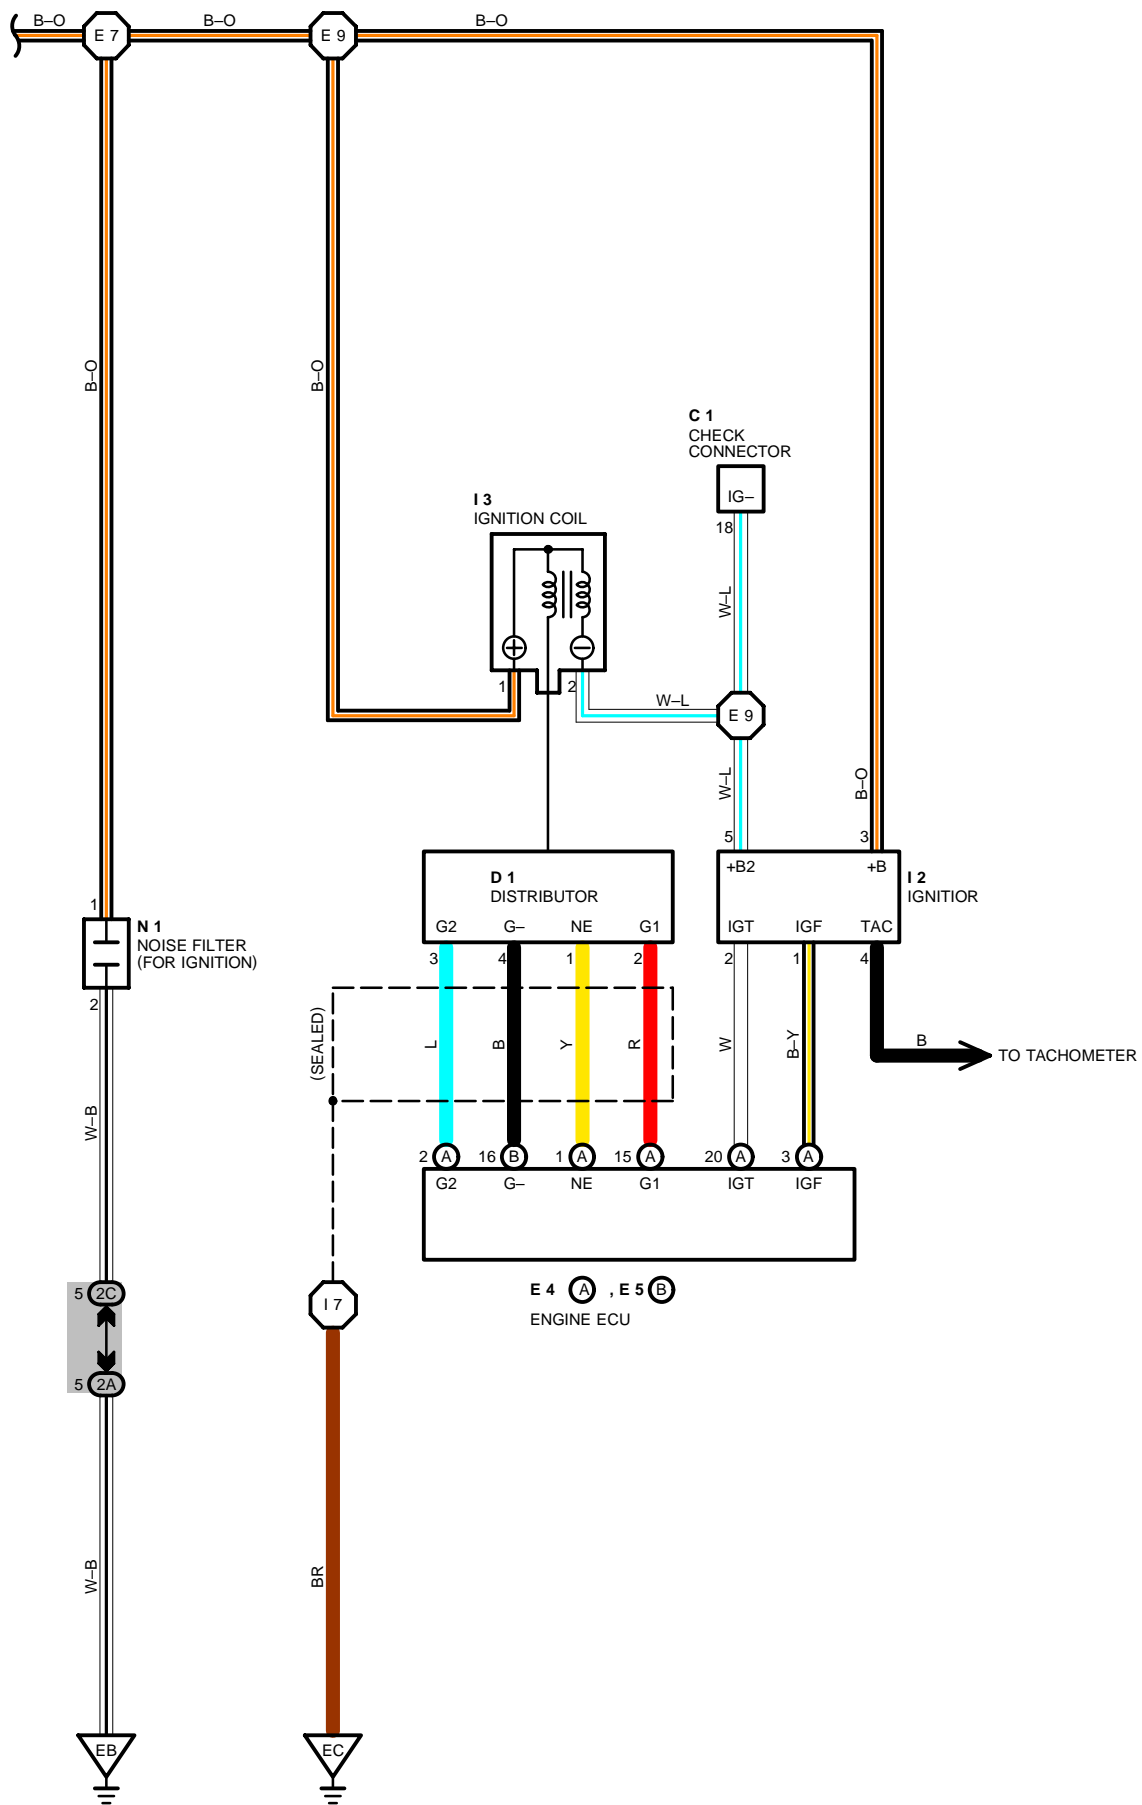 B–O
B–O
B–O
E 7
E 9
B–O
B–O
C 1
CHECK
CONNECTOR
IG–
18
I 3
IGNITION COIL
W–L
1
2
W–L
E 9
W–L
B–O
5
3
+B2
+B
I 2
IGNITIOR
D 1
DISTRIBUTOR
1
N 1
NOISE FILTER
(FOR IGNITION)
G2
G–
NE
G1
IGT
IGF
TAC
3
4
1
2
2
1
4
2
(SEALED)
L
B
Y
R
W
B–Y
B
TO TACHOMETER
W–B
2
A
16
B
1
A
15
A
20
A
3
A
G2
G–
NE
G1
IGT
IGF
5
2C
I 7
E 4
A
, E 5
B
ENGINE ECU
5
2A
W–B
BR
EB
EC